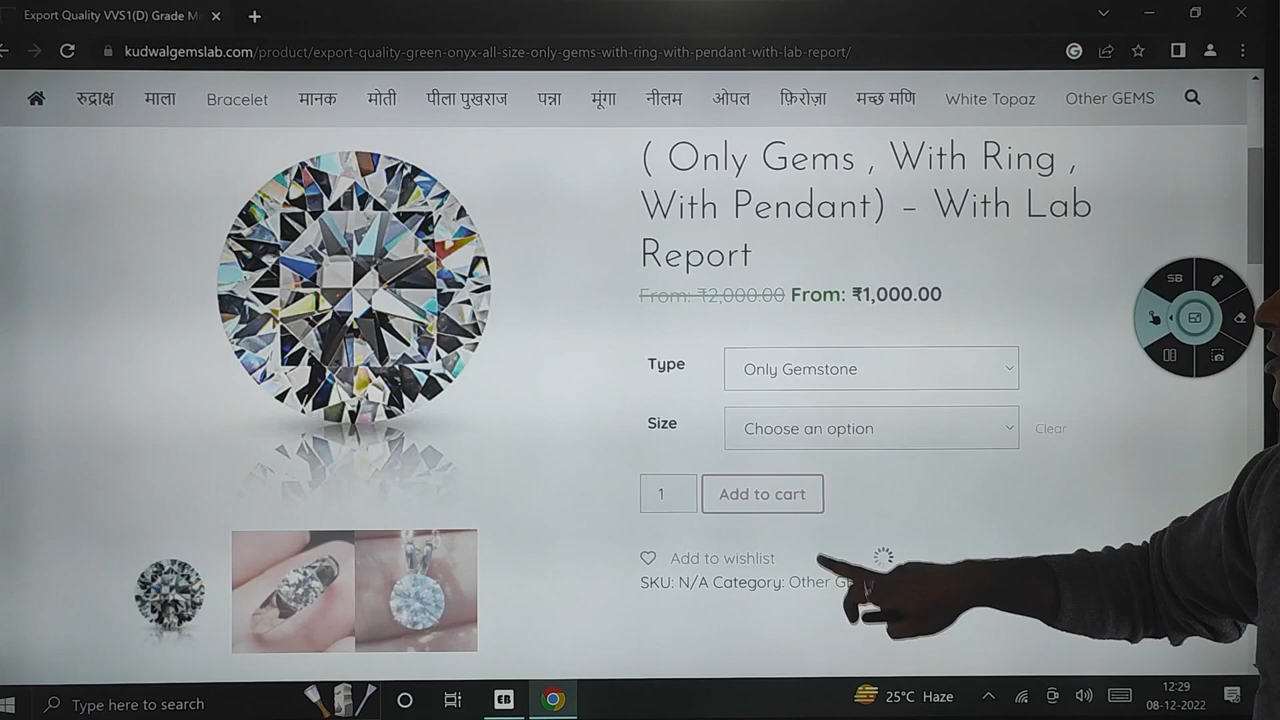 Export Quality VVS1(D) Grade M
kudwalgemslab.com/product/export-quality-green-onyx-all-size-only-gems-with-ring-with-pendant-with-lab-report/
रुद्राक्ष माला Bracelet मानक मोती पीला पुखराज पन्ना मूंगा नीलम ओपल फ़िरोज़ा मच्छ मणि White Topaz Other GEMS
( Only Gems , With Ring ,
With Pendant) – With Lab
Report
From: ₹2,000.00 From: ₹1,000.00
Type Only Gemstone
Size Choose an option Clear
1 Add to cart
Add to wishlist
SKU: N/A Category: Other
SB
Type here to search
EB
25°C Haze
12:29
08-12-2022